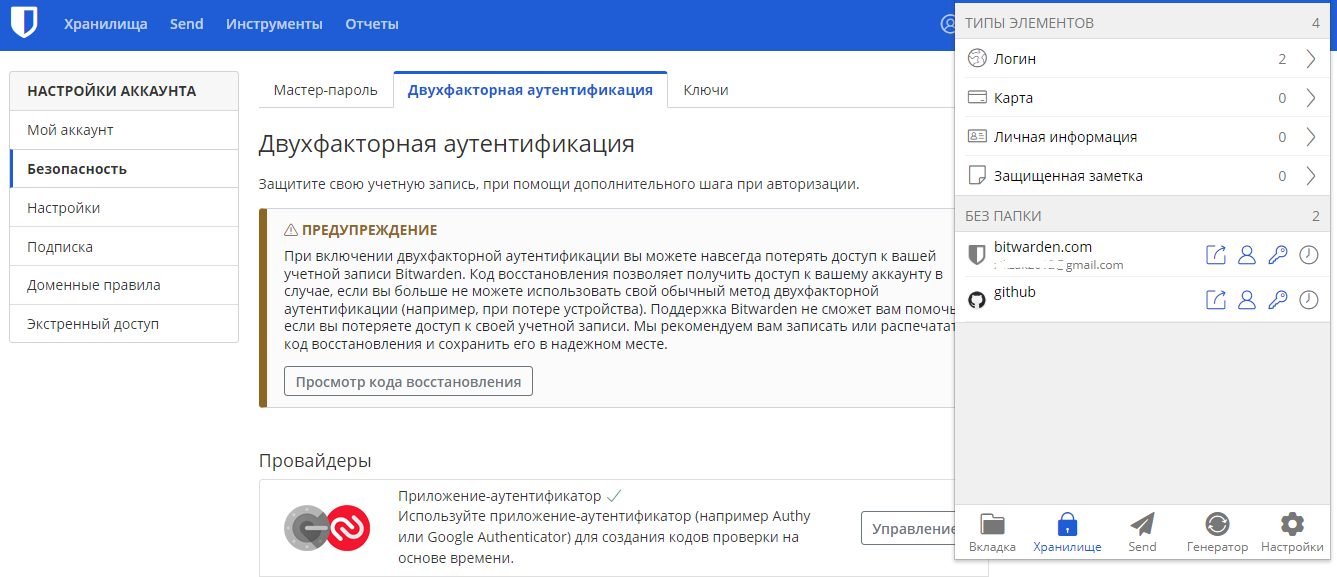 Хранилища Send Инструменты Отчеты
НАСТРОЙКИ АККАУНТА
Мой аккаунт
Безопасность
Настройки
Подписка
Доменные правила
Экстренный доступ
Мастер-пароль Двухфакторная аутентификация Ключи
Двухфакторная аутентификация
Защитите свою учетную запись, при помощи дополнительного шага при авторизации.
ПРЕДУПРЕЖДЕНИЕ
При включении двухфакторной аутентификации вы можете навсегда потерять доступ к вашей
учетной записи Bitwarden. Код восстановления позволяет получить доступ к вашему аккаунту в
случае, если вы больше не можете использовать свой обычный метод двухфакторной
аутентификации (например, при потере устройства). Поддержка Bitwarden не сможет вам помочь
если вы потеряете доступ к своей учетной записи. Мы рекомендуем вам записать или распечатат
код восстановления и сохранить его в надежном месте.
Просмотр кода восстановления
Провайдеры
Приложение-аутентификатор
Используйте приложение-аутентификатор (например Authy
или Google Authenticator) для создания кодов проверки на
основе времени.
Управление
ТИПЫ ЭЛЕМЕНТОВ 4
Логин 2
Карта 0
Личная информация 0
Защищенная заметка 0
БЕЗ ПАПКИ 2
bitwarden.com
gmail.com
github
Вкладка Хранилище Send Генератор Настройки